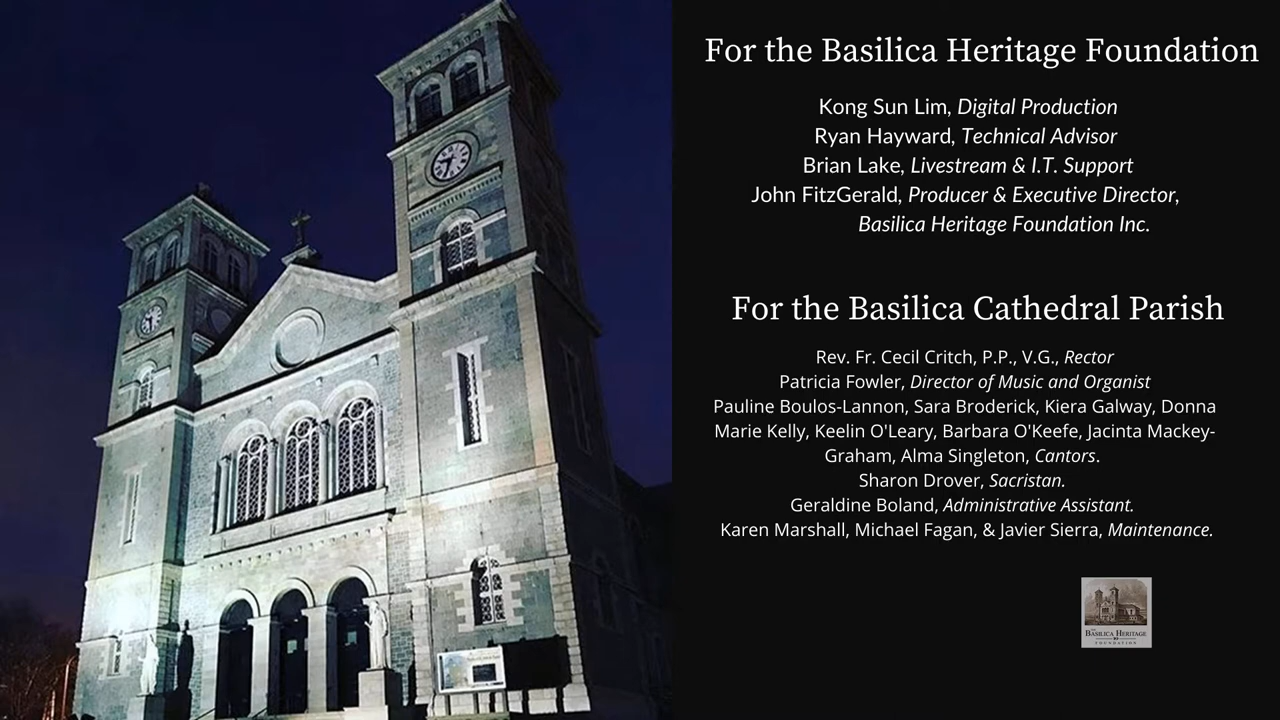 For the Basilica Heritage Foundation
Kong Sun Lim, Digital Production
Ryan Hayward, Technical Advisor
Brian Lake, Livestream & I.T. Support
John FitzGerald, Producer & Executive Director,
Basilica Heritage Foundation Inc.
For the Basilica Cathedral Parish
Rev. Fr. Cecil Critch, P.P., V.G., Rector
Patricia Fowler, Director of Music and Organist
Pauline Boulos-Lannon, Sara Broderick, Kiera Galway, Donna
Marie Kelly, Keelin O'Leary, Barbara O'Keefe, Jacinta Mackey-
Graham, Alma Singleton, Cantors.
Sharon Drover, Sacristan.
Geraldine Boland, Administrative Assistant.
Karen Marshall, Michael Fagan, & Javier Sierra, Maintenance.
Basilica Heritage
Foundation